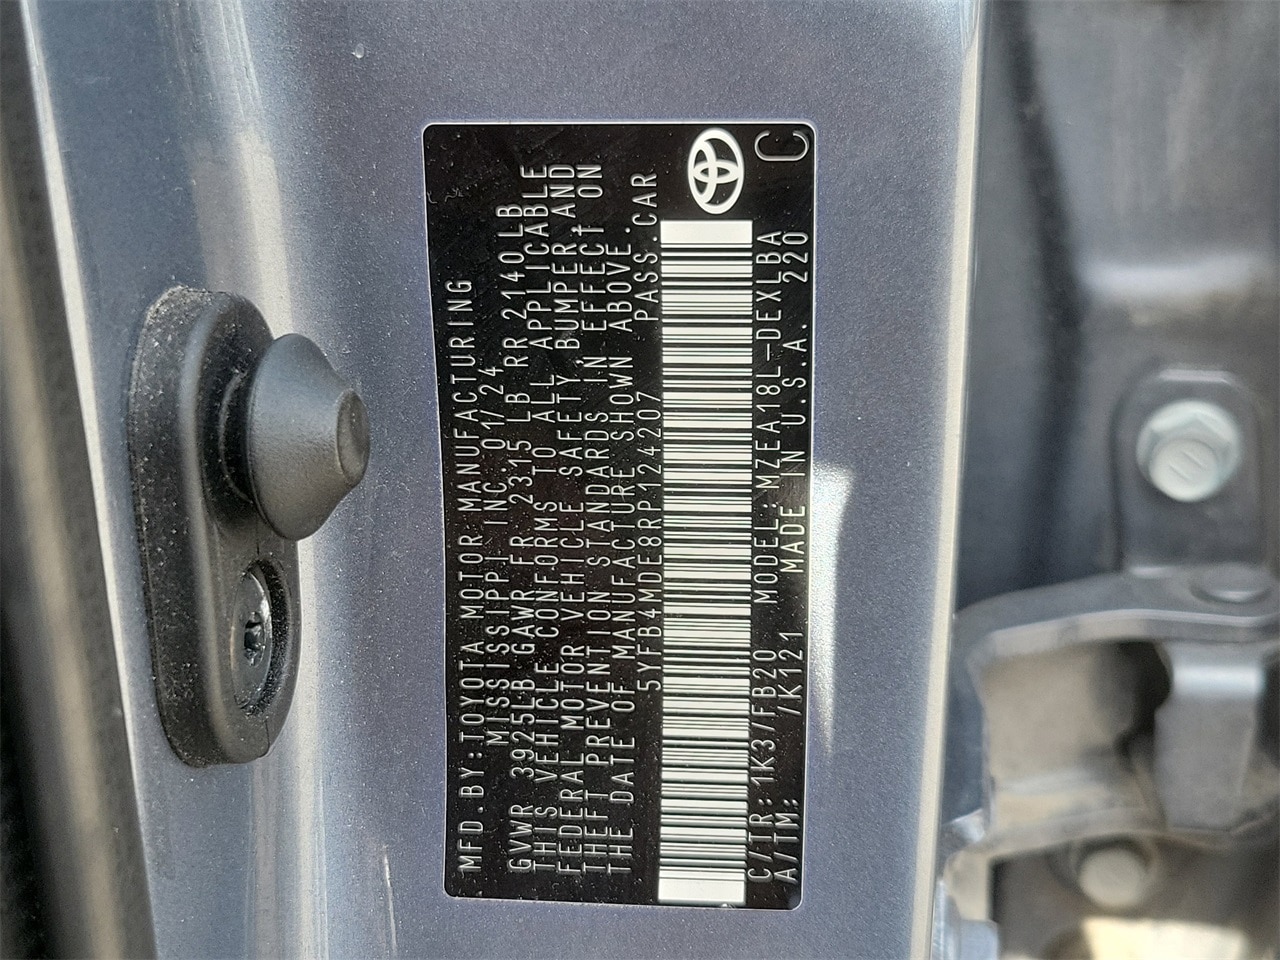 MFD.BY:TOYOTA MOTOR MANUFACTURING
MISSISSIPPI INC. 01/24
GVWR 3925LB GAWR FR 2315 LB RR 2140LB
THIS VEHICLE CONFORMS TO ALL APPLICABLE
FEDERAL MOTOR VEHICLE SAFETY,BUMPER,AND
THEFT PREVENTION STANDARDS IN EFFECT ON
THE DATE OF MANUFACTURE SHOWN ABOVE.
5YFB4MDE8RP124207 PASS.CAR
C/TR:1K3/FB20 MODEL:MZEA18L-DEXLBA
A/TM: /K121 MADE IN U.S.A. 220
C